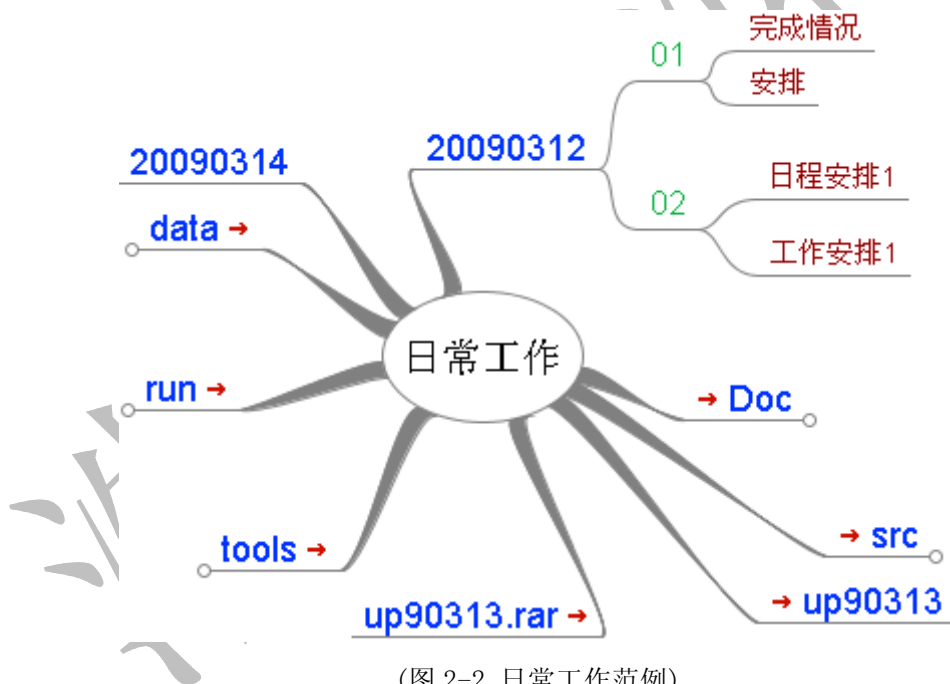 完成情况
01
安排
20090312
20090314
日程安排1
02
data
工作安排1
日常工作
run
Doc
tools
src
up90313.rar
up90313
(图 2-2 日常工作范例)